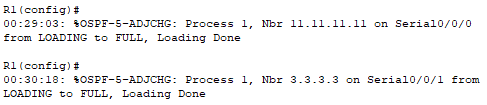 R1(config)#
00:29:03: %OSPF-5-ADJCHG: Process 1, Nbr 11.11.11.11 on Serial0/0/0
from LOADING to FULL, Loading Done
R1(config)#
00:30:18: %OSPF-5-ADJCHG: Process 1, Nbr 3.3.3.3 on Serial0/0/1 from
LOADING to FULL, Loading Done